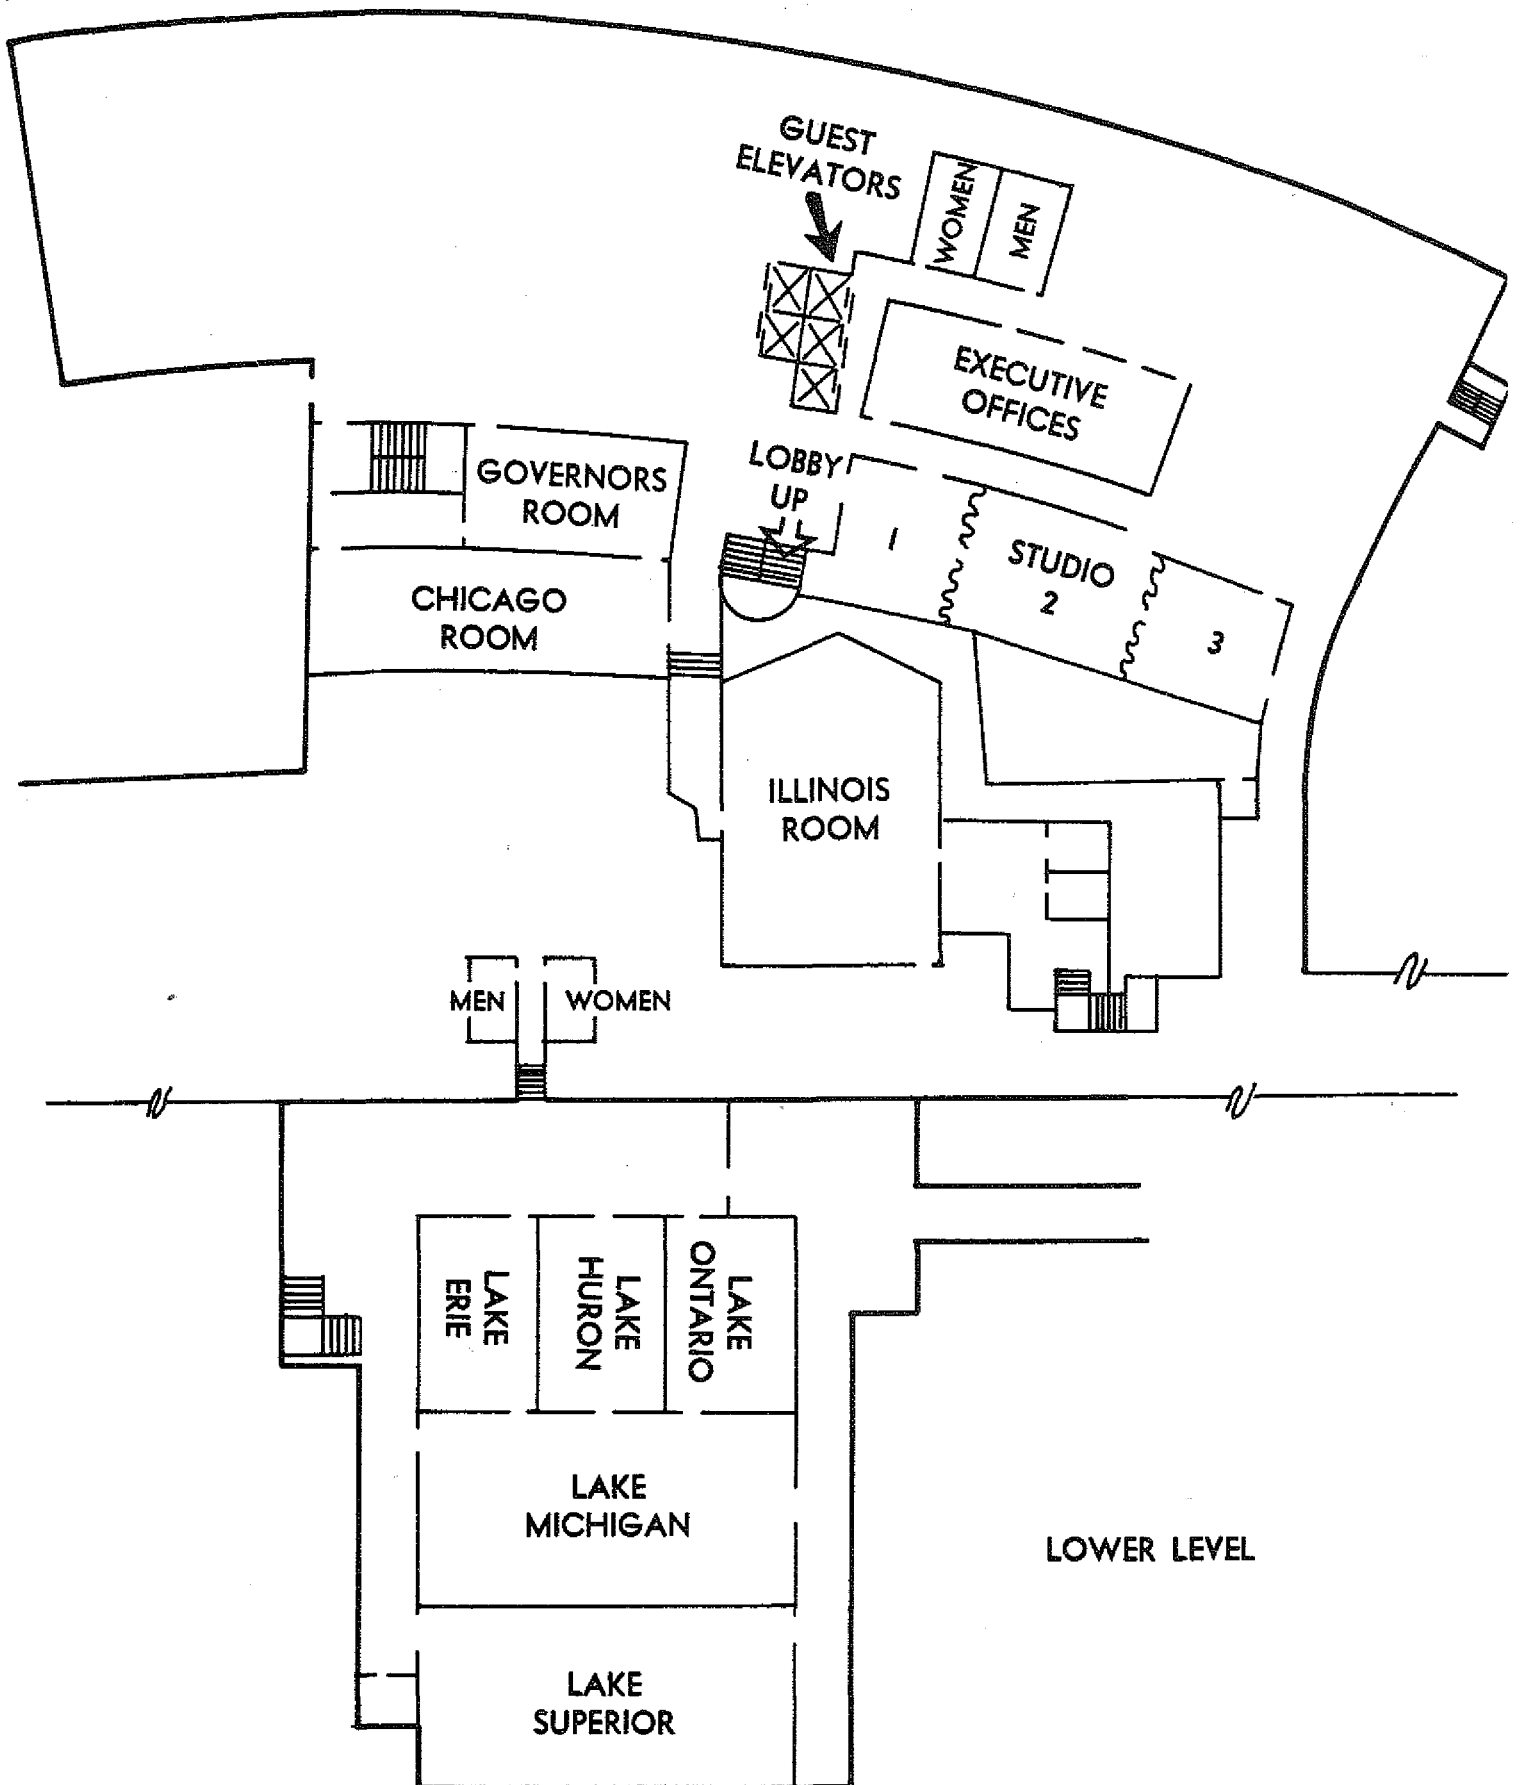 GUEST
ELEVATORS
WOMEN
MEN
EXECUTIVE
OFFICES
LOBBY
UP
GOVERNORS
ROOM
1
STUDIO
2
3
CHICAGO
ROOM
ILLINOIS
ROOM
MEN
WOMEN
LAKE
ERIE
LAKE
HURON
LAKE
ONTARIO
LAKE
MICHIGAN
LOWER LEVEL
LAKE
SUPERIOR